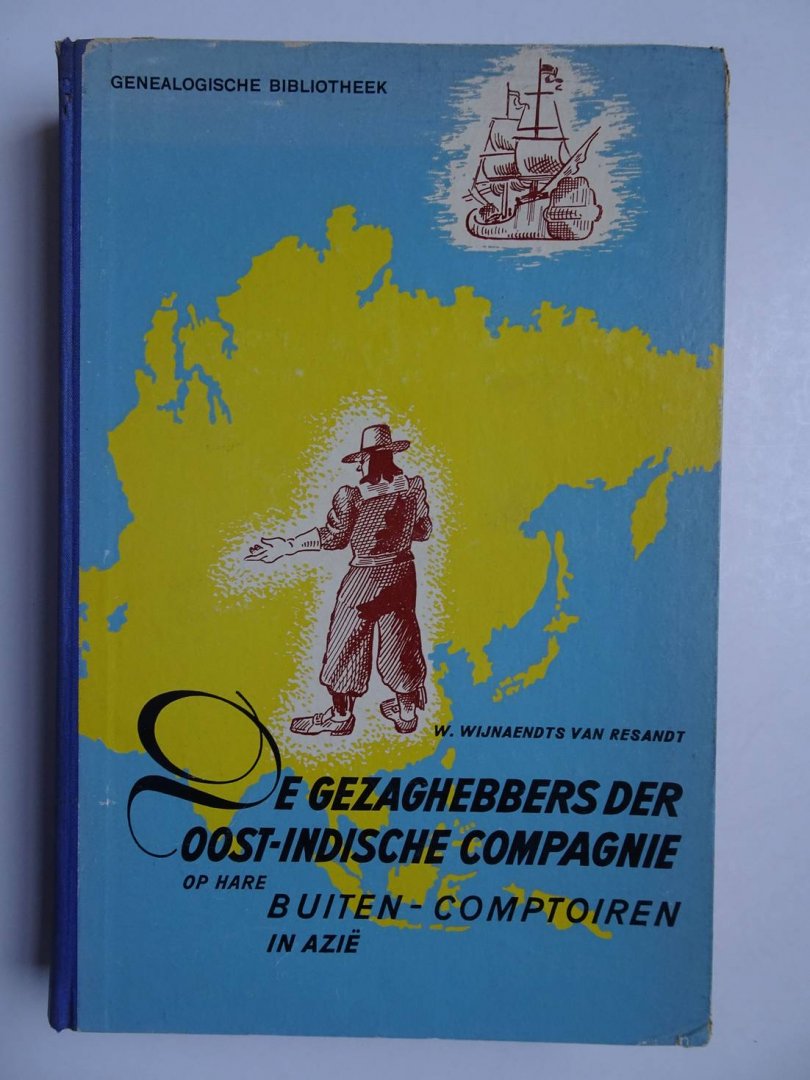 GENEALOGISCHE BIBLIOTHEEK
W. WIJNAENDTS VAN RESANDT
DE GEZAGHEBBERS DER
OOST-INDISCHE COMPAGNIE
OP HARE
BUITEN-COMPTOIREN
IN AZIË